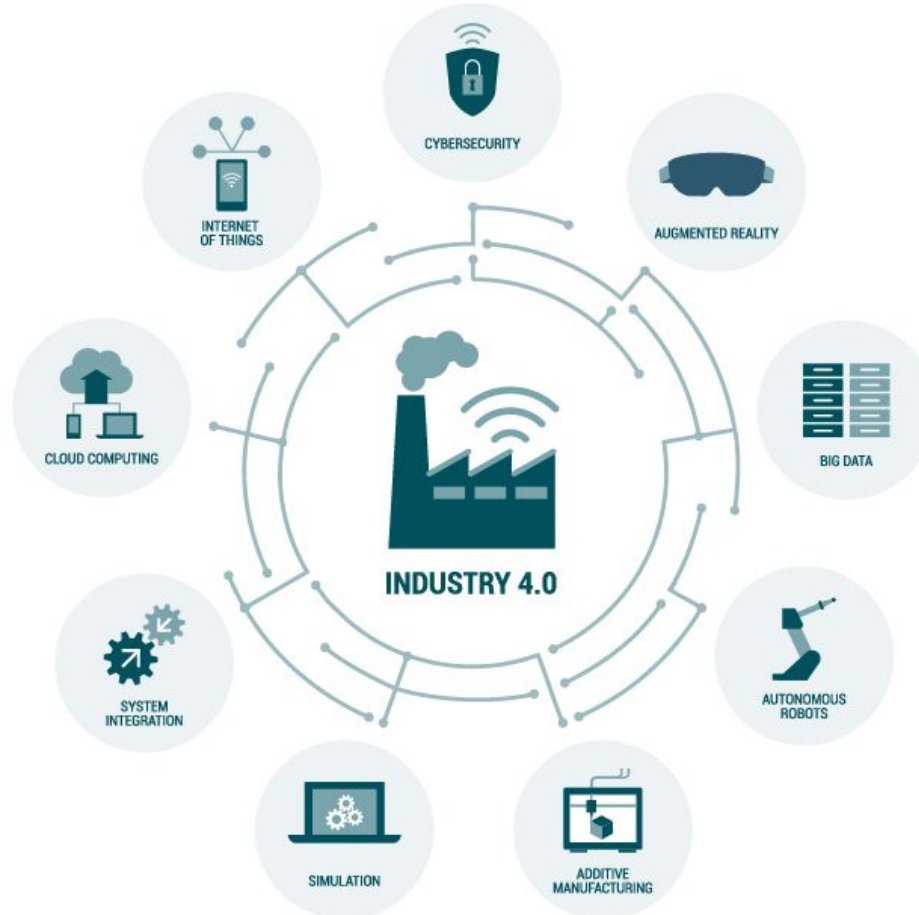 CYBERSECURITY
INTERNET
OF THINGS
AUGMENTED REALITY
CLOUD COMPUTING
BIG DATA
INDUSTRY 4.0
SYSTEM
INTEGRATION
AUTONOMOUS
ROBOTS
SIMULATION
ADDITIVE
MANUFACTURING